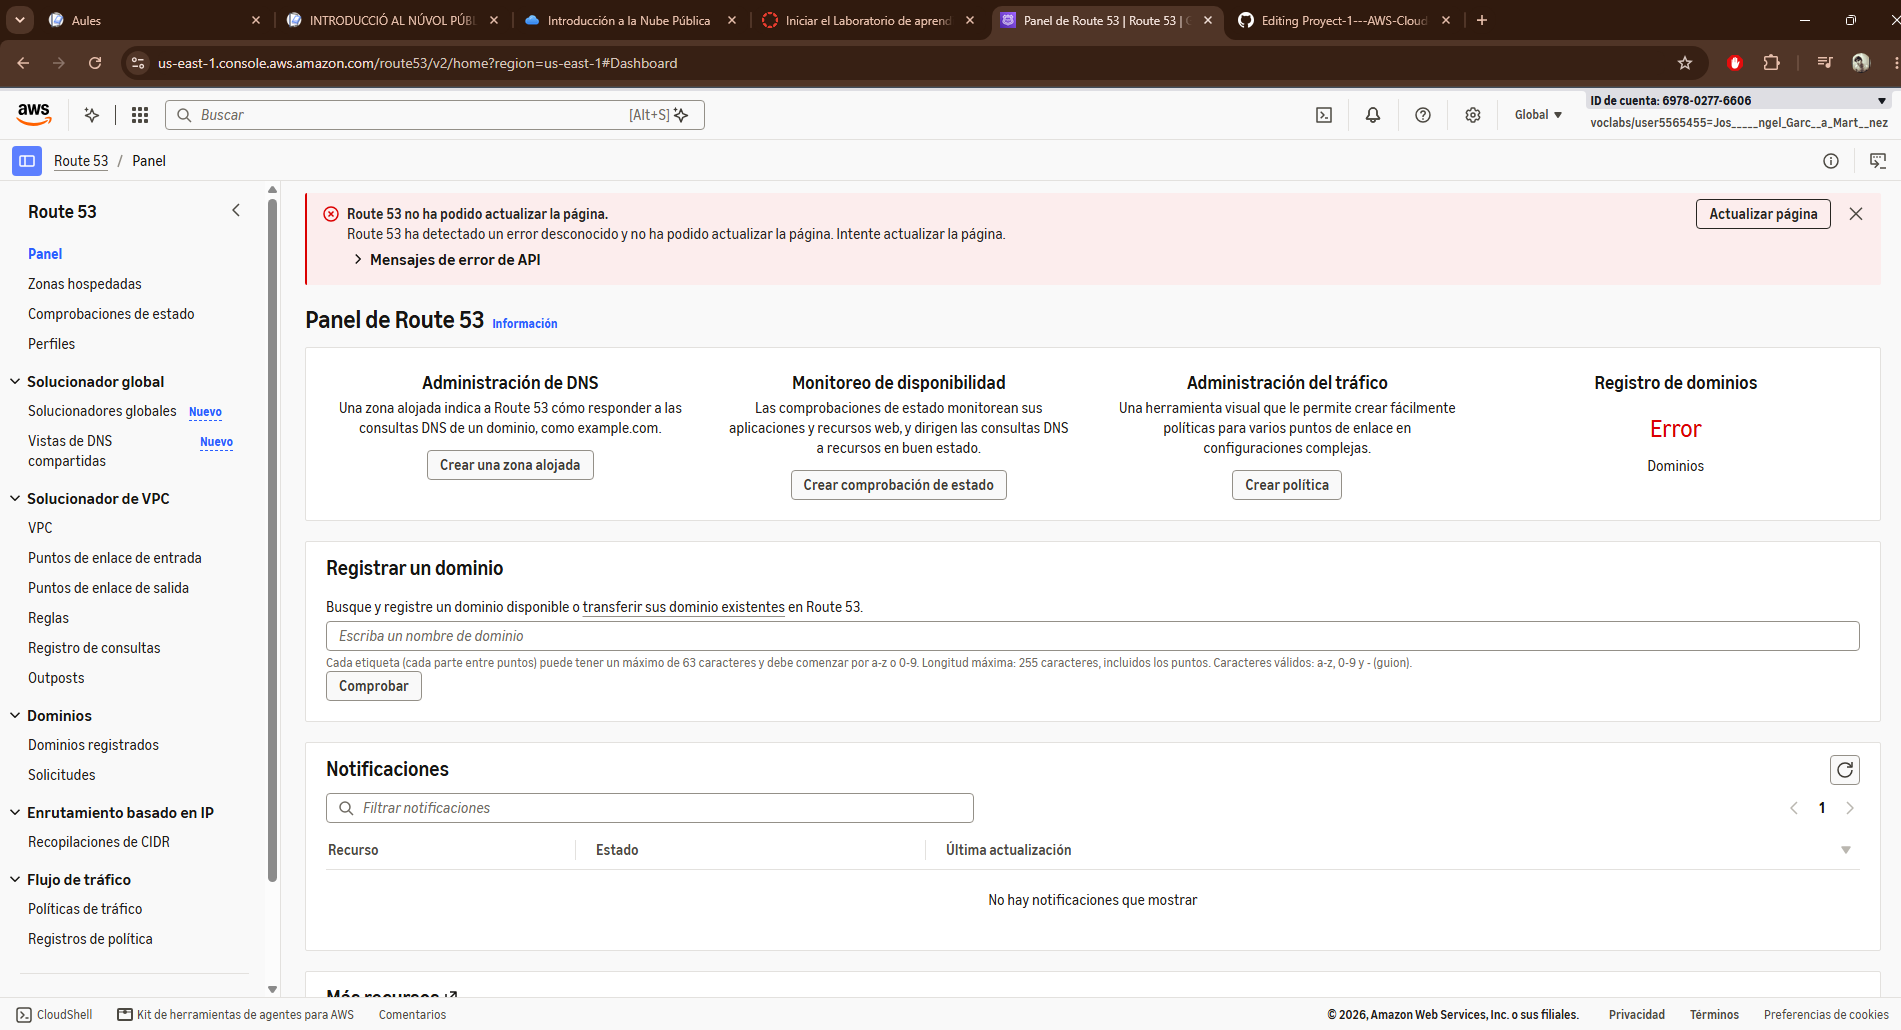 Aules
INTRODUCCIÓ AL NÚVOL PÚBL
Introducción a la Nube Pública
Iniciar el Laboratorio de aprend
Panel de Route 53 | Route 53 |
Editing Proyect-1---AWS-Cloud
us-east-1.console.aws.amazon.com/route53/v2/home?region=us-east-1#Dashboard
aws
Buscar
[Alt+S]
Global
ID de cuenta: 6978-0277-6606
voclabs/user5565455=Jos_____ngel_Garc__a_Mart__nez
Route 53 / Panel
Route 53
Panel
Zonas hospedadas
Comprobaciones de estado
Perfiles
Solucionador global
Solucionadores globales Nuevo
Vistas de DNS compartidas Nuevo
Solucionador de VPC
VPC
Puntos de enlace de entrada
Puntos de enlace de salida
Reglas
Registro de consultas
Outposts
Dominios
Dominios registrados
Solicitudes
Enrutamiento basado en IP
Recopilaciones de CIDR
Flujo de tráfico
Políticas de tráfico
Registros de política
Route 53 no ha podido actualizar la página.
Route 53 ha detectado un error desconocido y no ha podido actualizar la página. Intente actualizar la página.
Mensajes de error de API
Actualizar página
Panel de Route 53 Información
Administración de DNS
Una zona alojada indica a Route 53 cómo responder a las
consultas DNS de un dominio, como example.com.
Crear una zona alojada
Monitoreo de disponibilidad
Las comprobaciones de estado monitorean sus
aplicaciones y recursos web, y dirigen las consultas DNS
a recursos en buen estado.
Crear comprobación de estado
Administración del tráfico
Una herramienta visual que le permite crear fácilmente
políticas para varios puntos de enlace en
configuraciones complejas.
Crear política
Registro de dominios
Error
Dominios
Registrar un dominio
Busque y registre un dominio disponible o transferir sus dominio existentes en Route 53.
Escriba un nombre de dominio
Cada etiqueta (cada parte entre puntos) puede tener un máximo de 63 caracteres y debe comenzar por a-z o 0-9. Longitud máxima: 255 caracteres, incluidos los puntos. Caracteres válidos: a-z, 0-9 y - (guion).
Comprobar
Notificaciones
Filtrar notificaciones
1
Recurso
Estado
Última actualización
No hay notificaciones que mostrar
Más recursos
CloudShell
Kit de herramientas de agentes para AWS
Comentarios
© 2026, Amazon Web Services, Inc. o sus filiales.
Privacidad
Términos
Preferencias de cookies